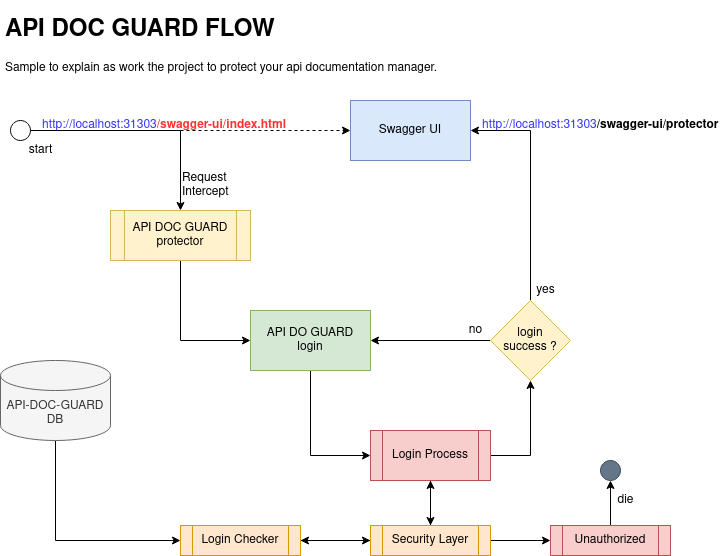 API DOC GUARD FLOW
Sample to explain as work the project to protect your api documentation manager.
http://localhost:31303/swagger-ui/index.html
Swagger UI
http://localhost:31303/swagger-ui/protector
start
Request
Intercept
API DOC GUARD
protector
yes
API DO GUARD
login
no
login
success ?
API-DOC-GUARD
DB
Login Process
die
Login Checker
Security Layer
Unauthorized